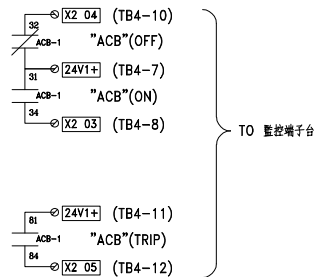 32 X2 04 (TB4-10)
ACB-1 "ACB"(OFF)
31 24V1+ (TB4-7)
ACB-1 "ACB"(ON)
34 X2 03 (TB4-8)
TO 監控端子台
81 24V1+ (TB4-11)
ACB-1 "ACB"(TRIP)
84 X2 05 (TB4-12)